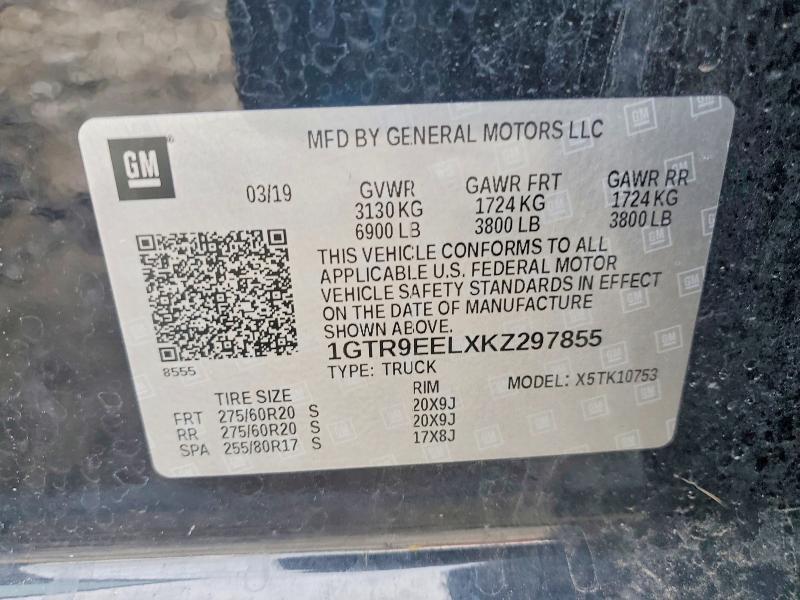 GM
MFD BY GENERAL MOTORS LLC
03/19
GVWR GAWR FRT GAWR RR
3130 KG 1724 KG 1724 KG
6900 LB 3800 LB 3800 LB
THIS VEHICLE CONFORMS TO ALL
APPLICABLE U.S. FEDERAL MOTOR
VEHICLE SAFETY STANDARDS IN EFFECT
ON THE DATE OF MANUFACTURE
SHOWN ABOVE.
8555
1GTR9EELXKZ297855
TYPE: TRUCK MODEL: X5TK10753
TIRE SIZE RIM
FRT 275/60R20 S 20X9J
RR 275/60R20 S 20X9J
SPA 255/80R17 S 17X8J